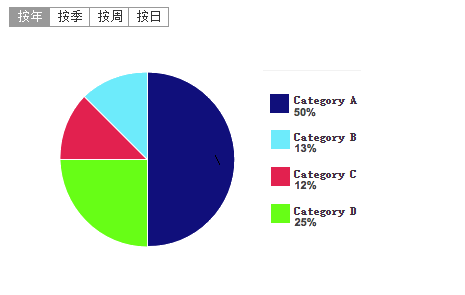 按年 按季 按周 按日
Category A
50%
Category B
13%
Category C
12%
Category D
25%